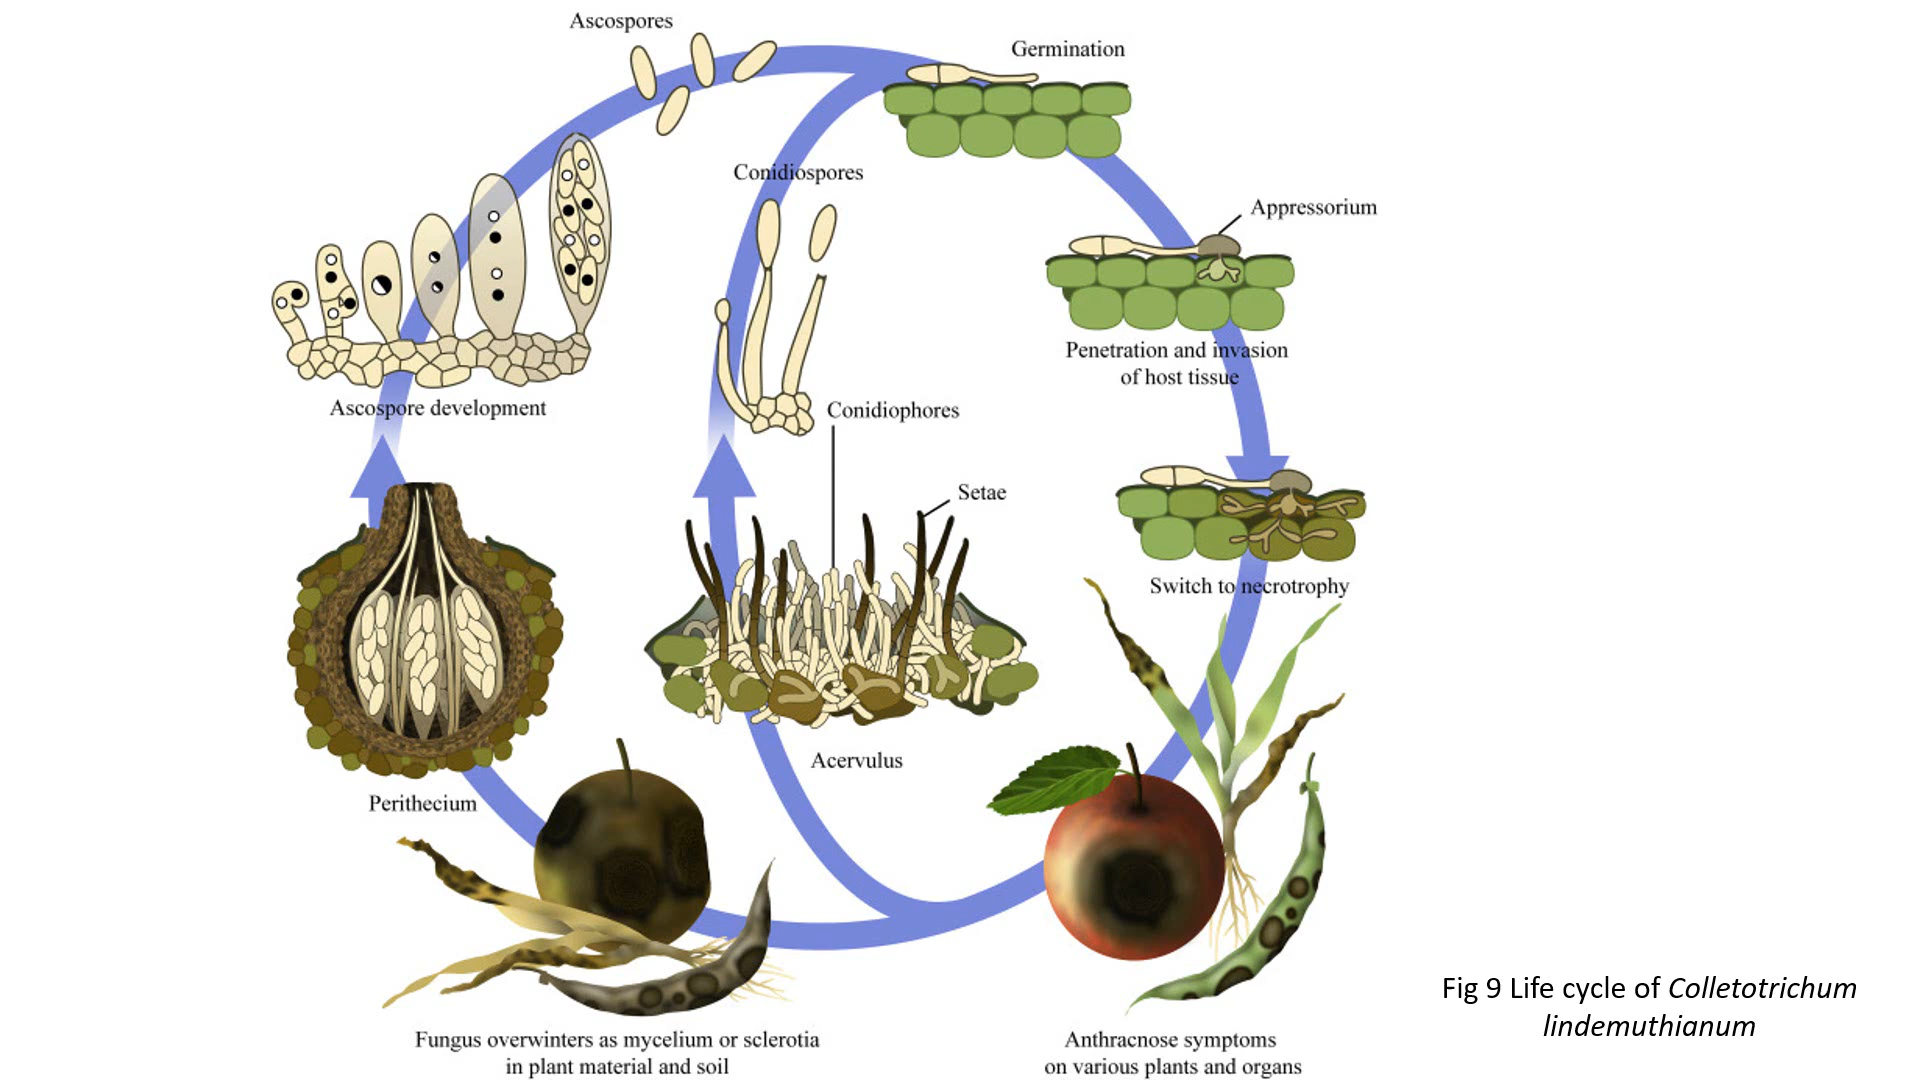 Ascospores
Germination
Conidiospores
Appressorium
Penetration and invasion
of host tissue
Ascospore development
Conidiophores
Setae
Switch to necrotrophy
Acervulus
Perithecium
Fungus overwinters as mycelium or sclerotia
in plant material and soil
Anthracnose symptoms
on various plants and organs
Fig 9 Life cycle of Colletotrichum
lindemuthianum